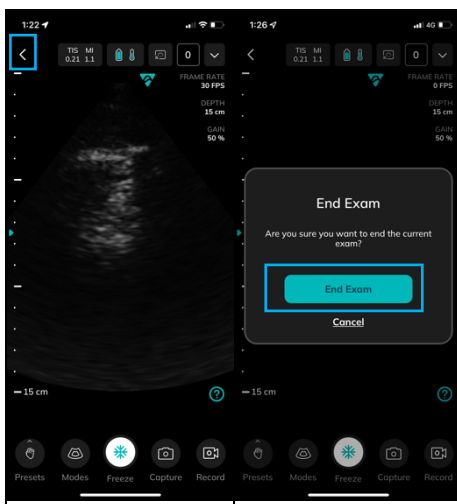 1:22
TIS MI
0.21 1.1
0
FRAME RATE
30 FPS
DEPTH
15 cm
GAIN
50 %
15 cm
?
Presets Modes Freeze Capture Record
1:26
4G
TIS MI
0.21 1.1
0
FRAME RATE
0 FPS
DEPTH
15 cm
GAIN
50 %
End Exam
Are you sure you want to end the current
exam?
End Exam
Cancel
15 cm
?
Presets Modes Freeze Capture Record